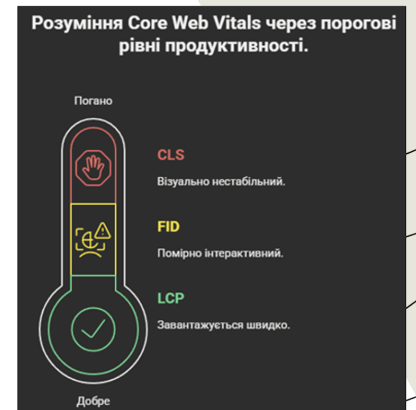 Розуміння Core Web Vitals через порогові
рівні продуктивності.
Погано
CLS
Візуально нестабільний.
FID
Помірно інтерактивний.
LCP
Завантажується швидко.
Добре